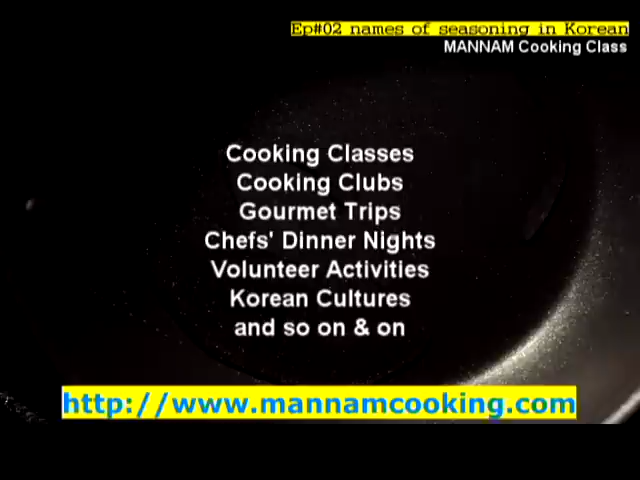 Ep#02 names of seasoning in Korean
MANNAM Cooking Class
Cooking Classes
Cooking Clubs
Gourmet Trips
Chefs' Dinner Nights
Volunteer Activities
Korean Cultures
and so on & on
http://www.mannamcooking.com